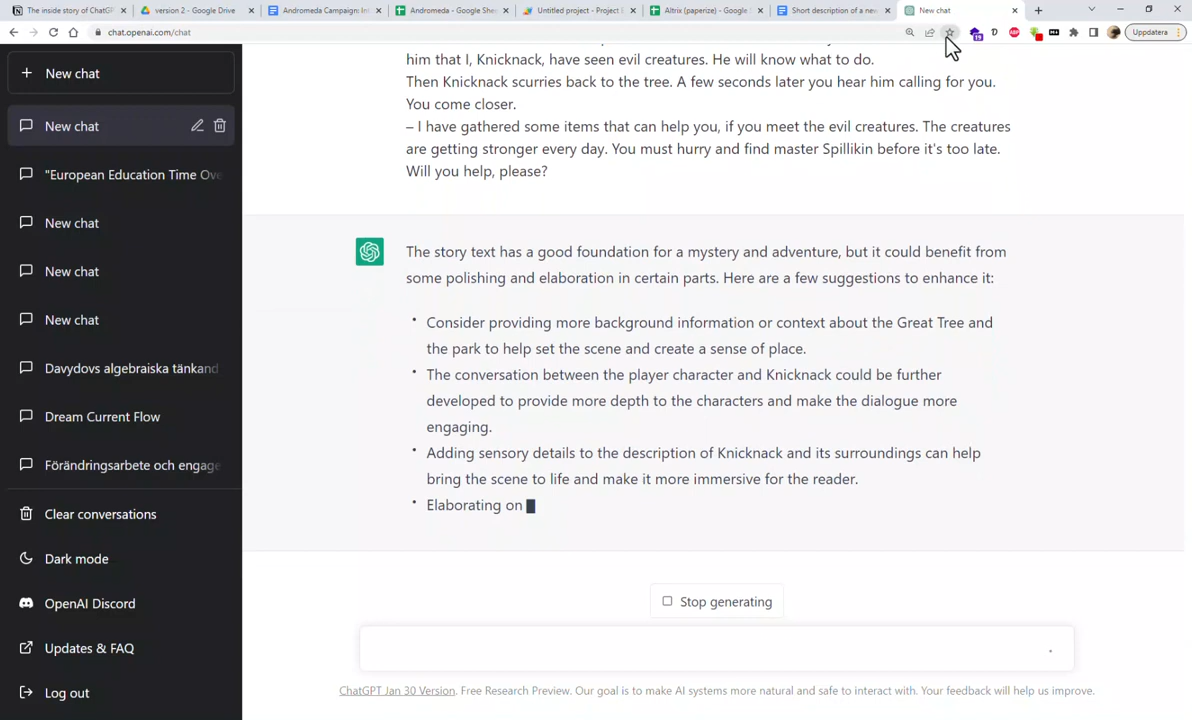 The inside story of ChatG
version 2 - Google Drive
Andromeda Campaign: Int
Andromeda - Google She
Untitled project - Project E
Altrix (paperize) - Google S
Short description of a new
New chat
chat.openai.com/chat
19
ABP
Uppdatera
New chat
New chat
"European Education Time Ove
New chat
New chat
New chat
Davydovs algebraiska tänkand
Dream Current Flow
Förändringsarbete och engage
Clear conversations
Dark mode
OpenAI Discord
Updates & FAQ
Log out
him that I, Knicknack, have seen evil creatures. He will know what to do.
Then Knicknack scurries back to the tree. A few seconds later you hear him calling for you.
You come closer.
– I have gathered some items that can help you, if you meet the evil creatures. The creatures
are getting stronger every day. You must hurry and find master Spillikin before it's too late.
Will you help, please?
The story text has a good foundation for a mystery and adventure, but it could benefit from
some polishing and elaboration in certain parts. Here are a few suggestions to enhance it:
• Consider providing more background information or context about the Great Tree and
the park to help set the scene and create a sense of place.
• The conversation between the player character and Knicknack could be further
developed to provide more depth to the characters and make the dialogue more
engaging.
• Adding sensory details to the description of Knicknack and its surroundings can help
bring the scene to life and make it more immersive for the reader.
• Elaborating on
Stop generating
ChatGPT Jan 30 Version. Free Research Preview. Our goal is to make AI systems more natural and safe to interact with. Your feedback will help us improve.